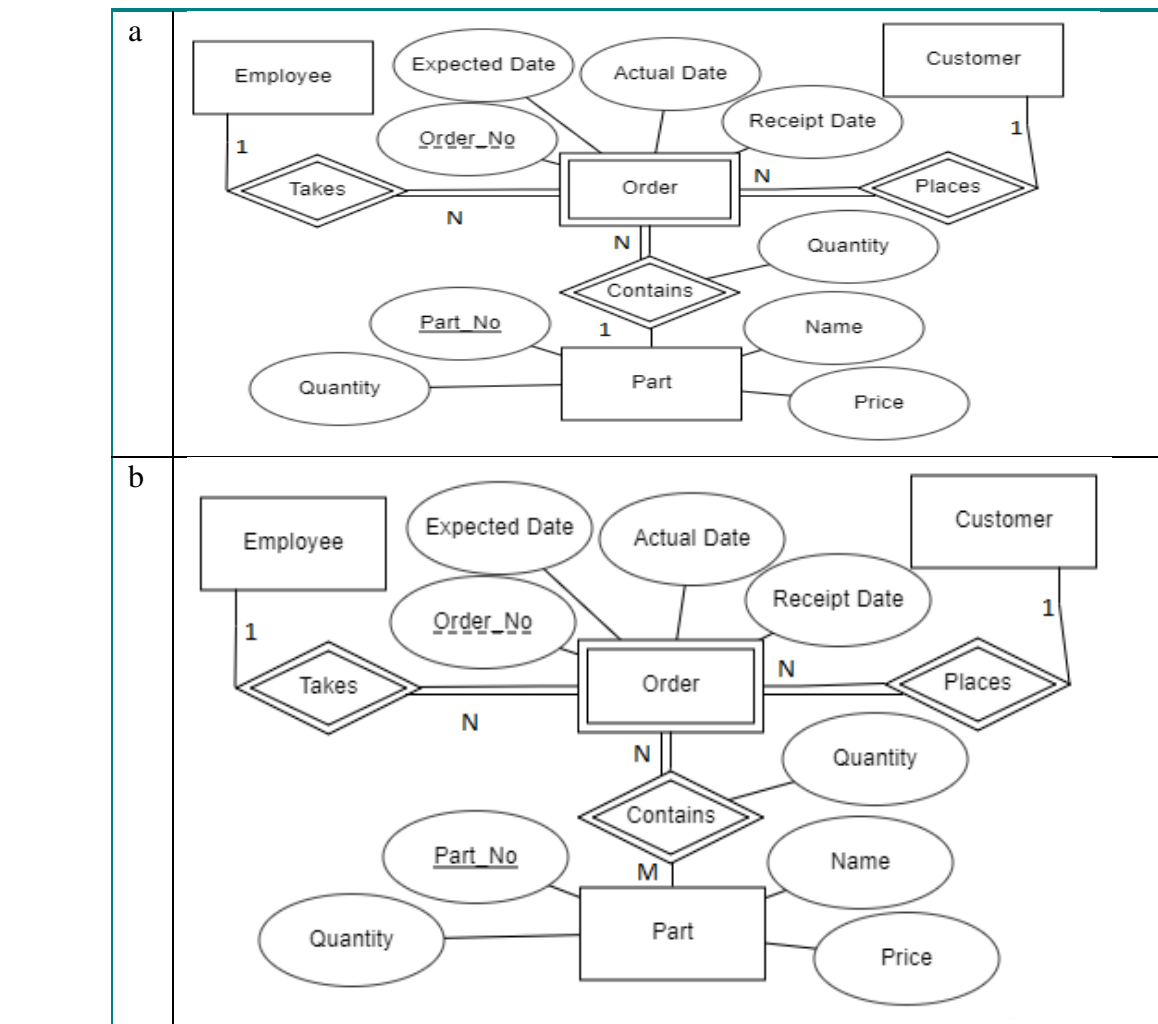 a
Employee
Expected Date
Actual Date
Customer
Order_No
Receipt Date
1
1
Takes
N
Order
N
Places
N
Quantity
Contains
Part_No
1
Name
Quantity
Part
Price
b
Employee
Expected Date
Actual Date
Customer
Order_No
Receipt Date
1
1
Takes
N
Order
N
Places
N
Quantity
Contains
Part_No
M
Name
Quantity
Part
Price